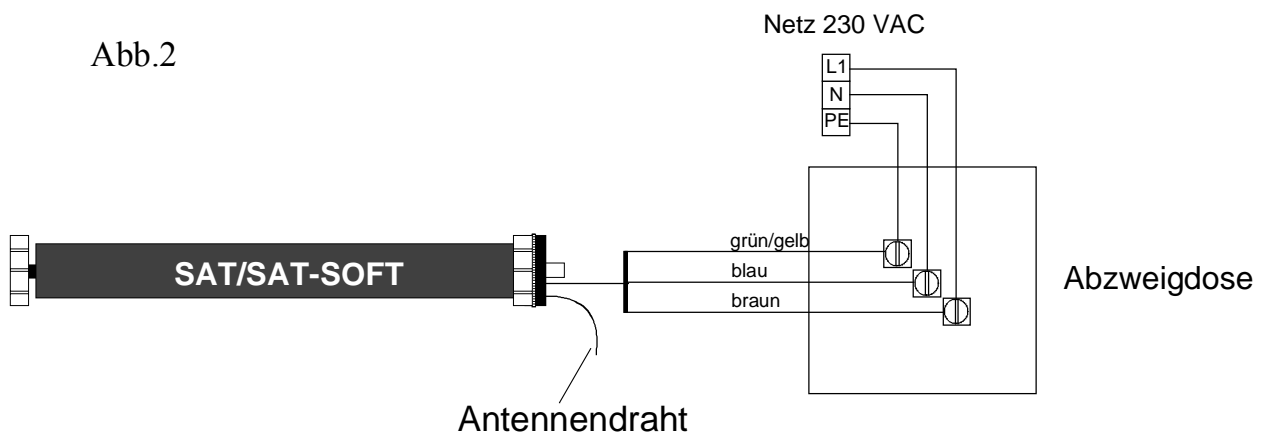 Netz 230 VAC
Abb.2
L1
N
PE
grün/gelb
SAT/SAT-SOFT
blau
Abzweigdose
braun
Antennendraht